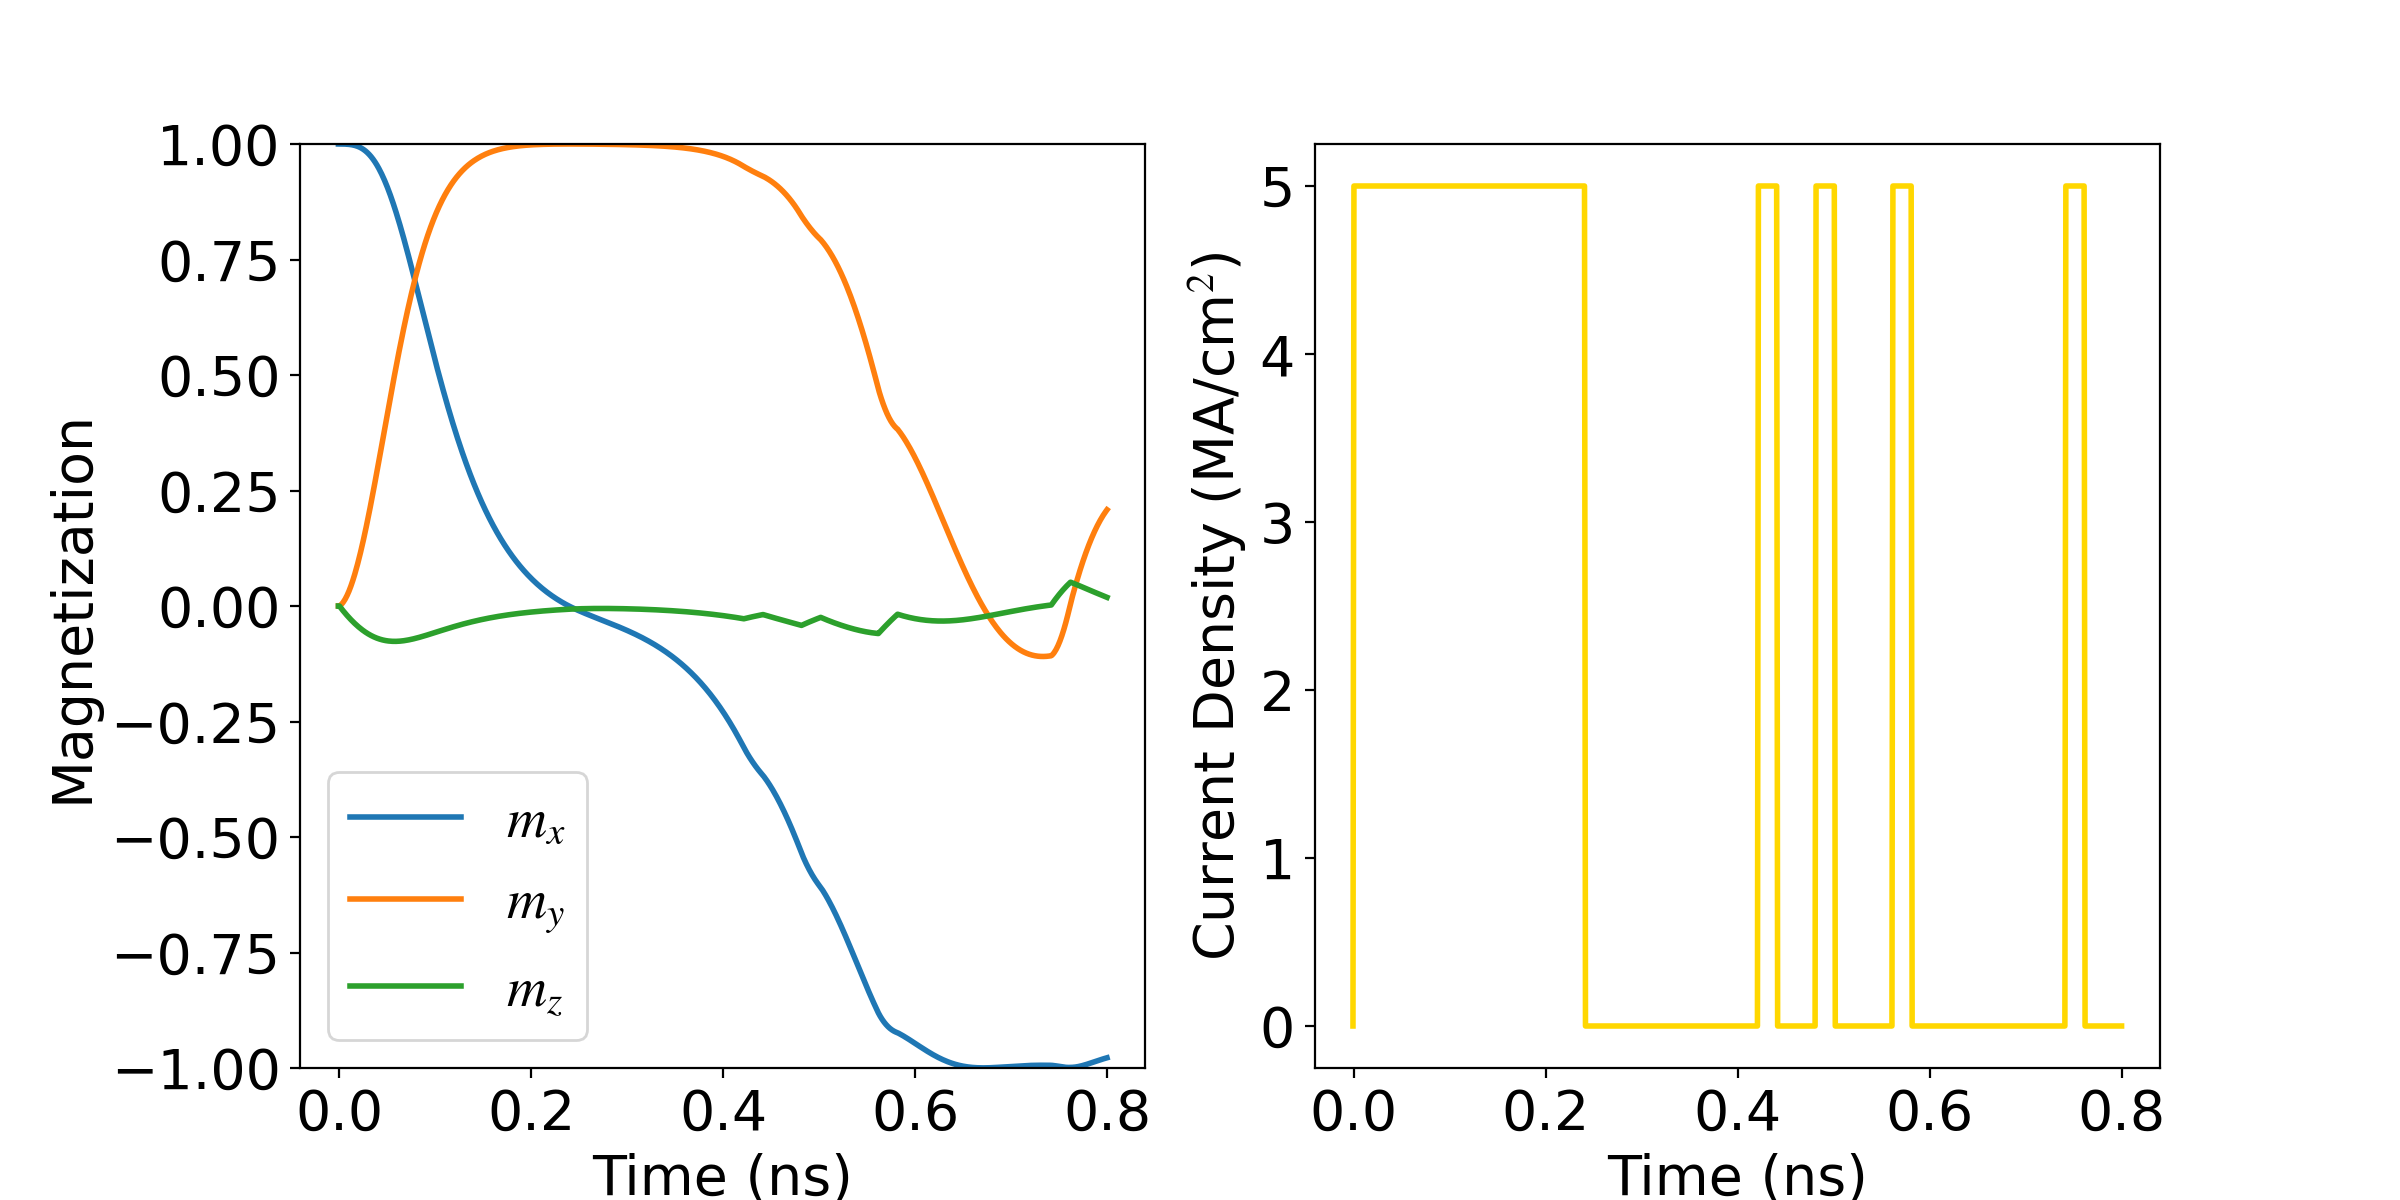 1.00
0.75
0.50
0.25
0.00
−0.25
−0.50
−0.75
−1.00
Magnetization
m_x
m_y
m_z
0.0 0.2 0.4 0.6 0.8
Time (ns)
5
4
3
2
1
0
Current Density (MA/cm²)
0.0 0.2 0.4 0.6 0.8
Time (ns)